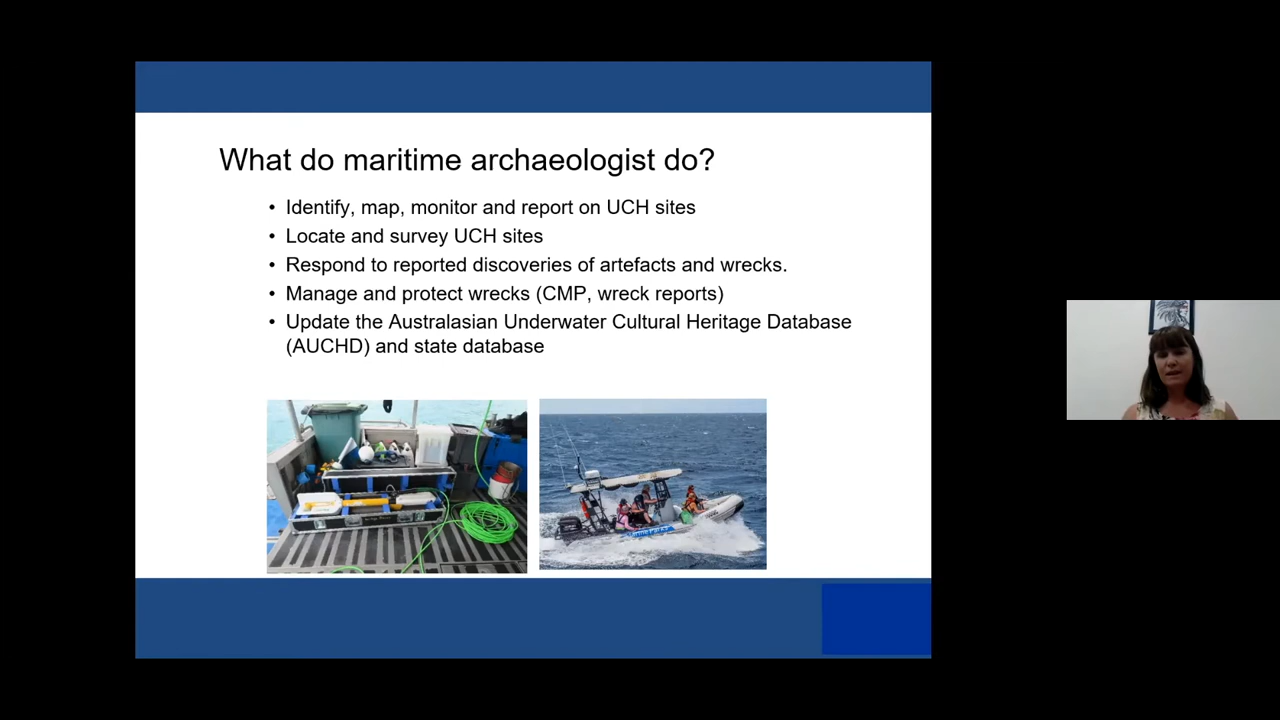 What do maritime archaeologist do?
• Identify, map, monitor and report on UCH sites
• Locate and survey UCH sites
• Respond to reported discoveries of artefacts and wrecks.
• Manage and protect wrecks (CMP, wreck reports)
• Update the Australasian Underwater Cultural Heritage Database
(AUCHD) and state database